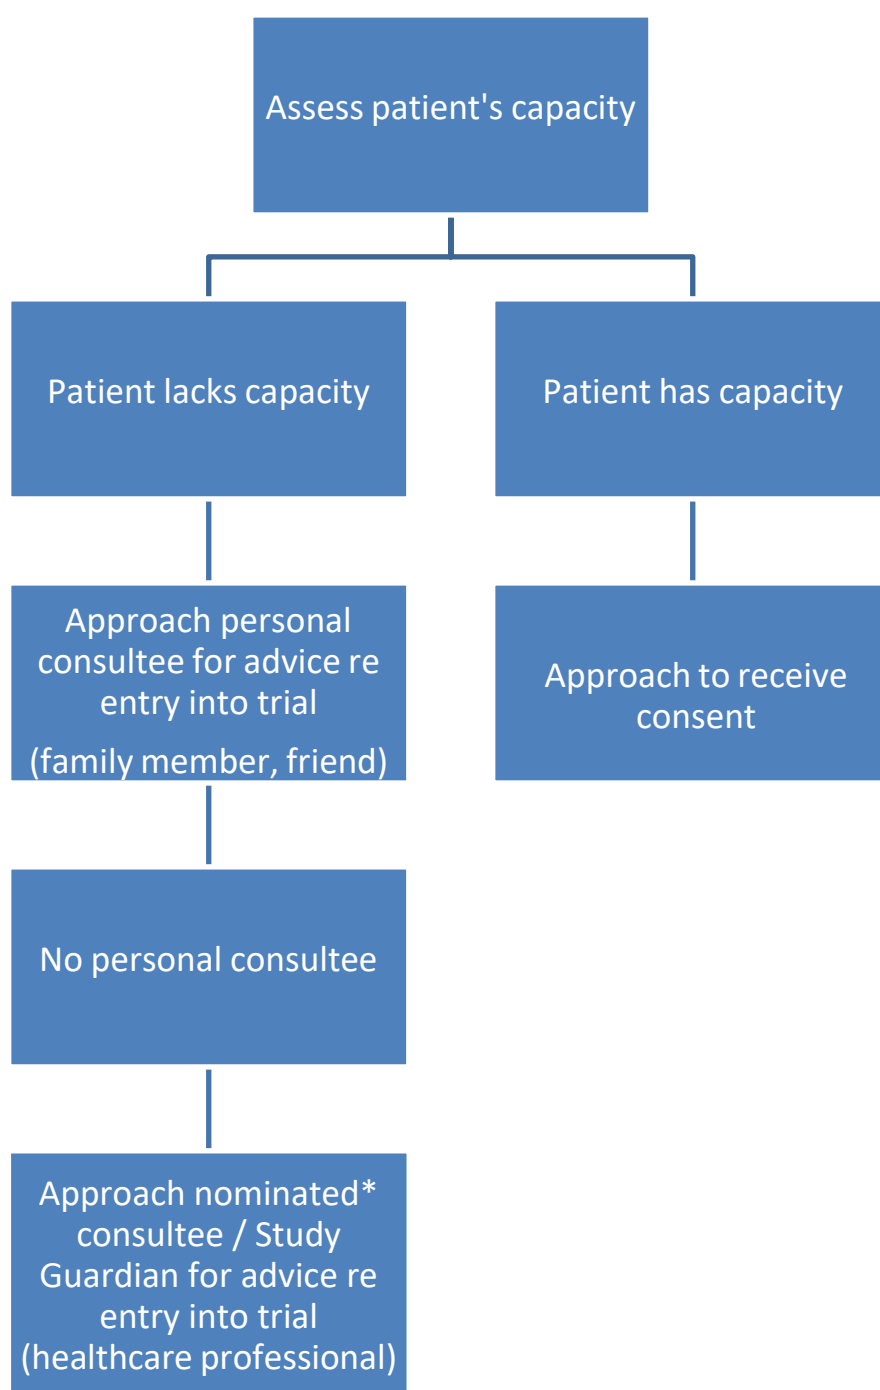 Assess patient's capacity
Patient lacks capacity
Patient has capacity
Approach personal
consultee for advice re
entry into trial
(family member, friend)
Approach to receive
consent
No personal consultee
Approach nominated*
consultee / Study
Guardian for advice re
entry into trial
(healthcare professional)